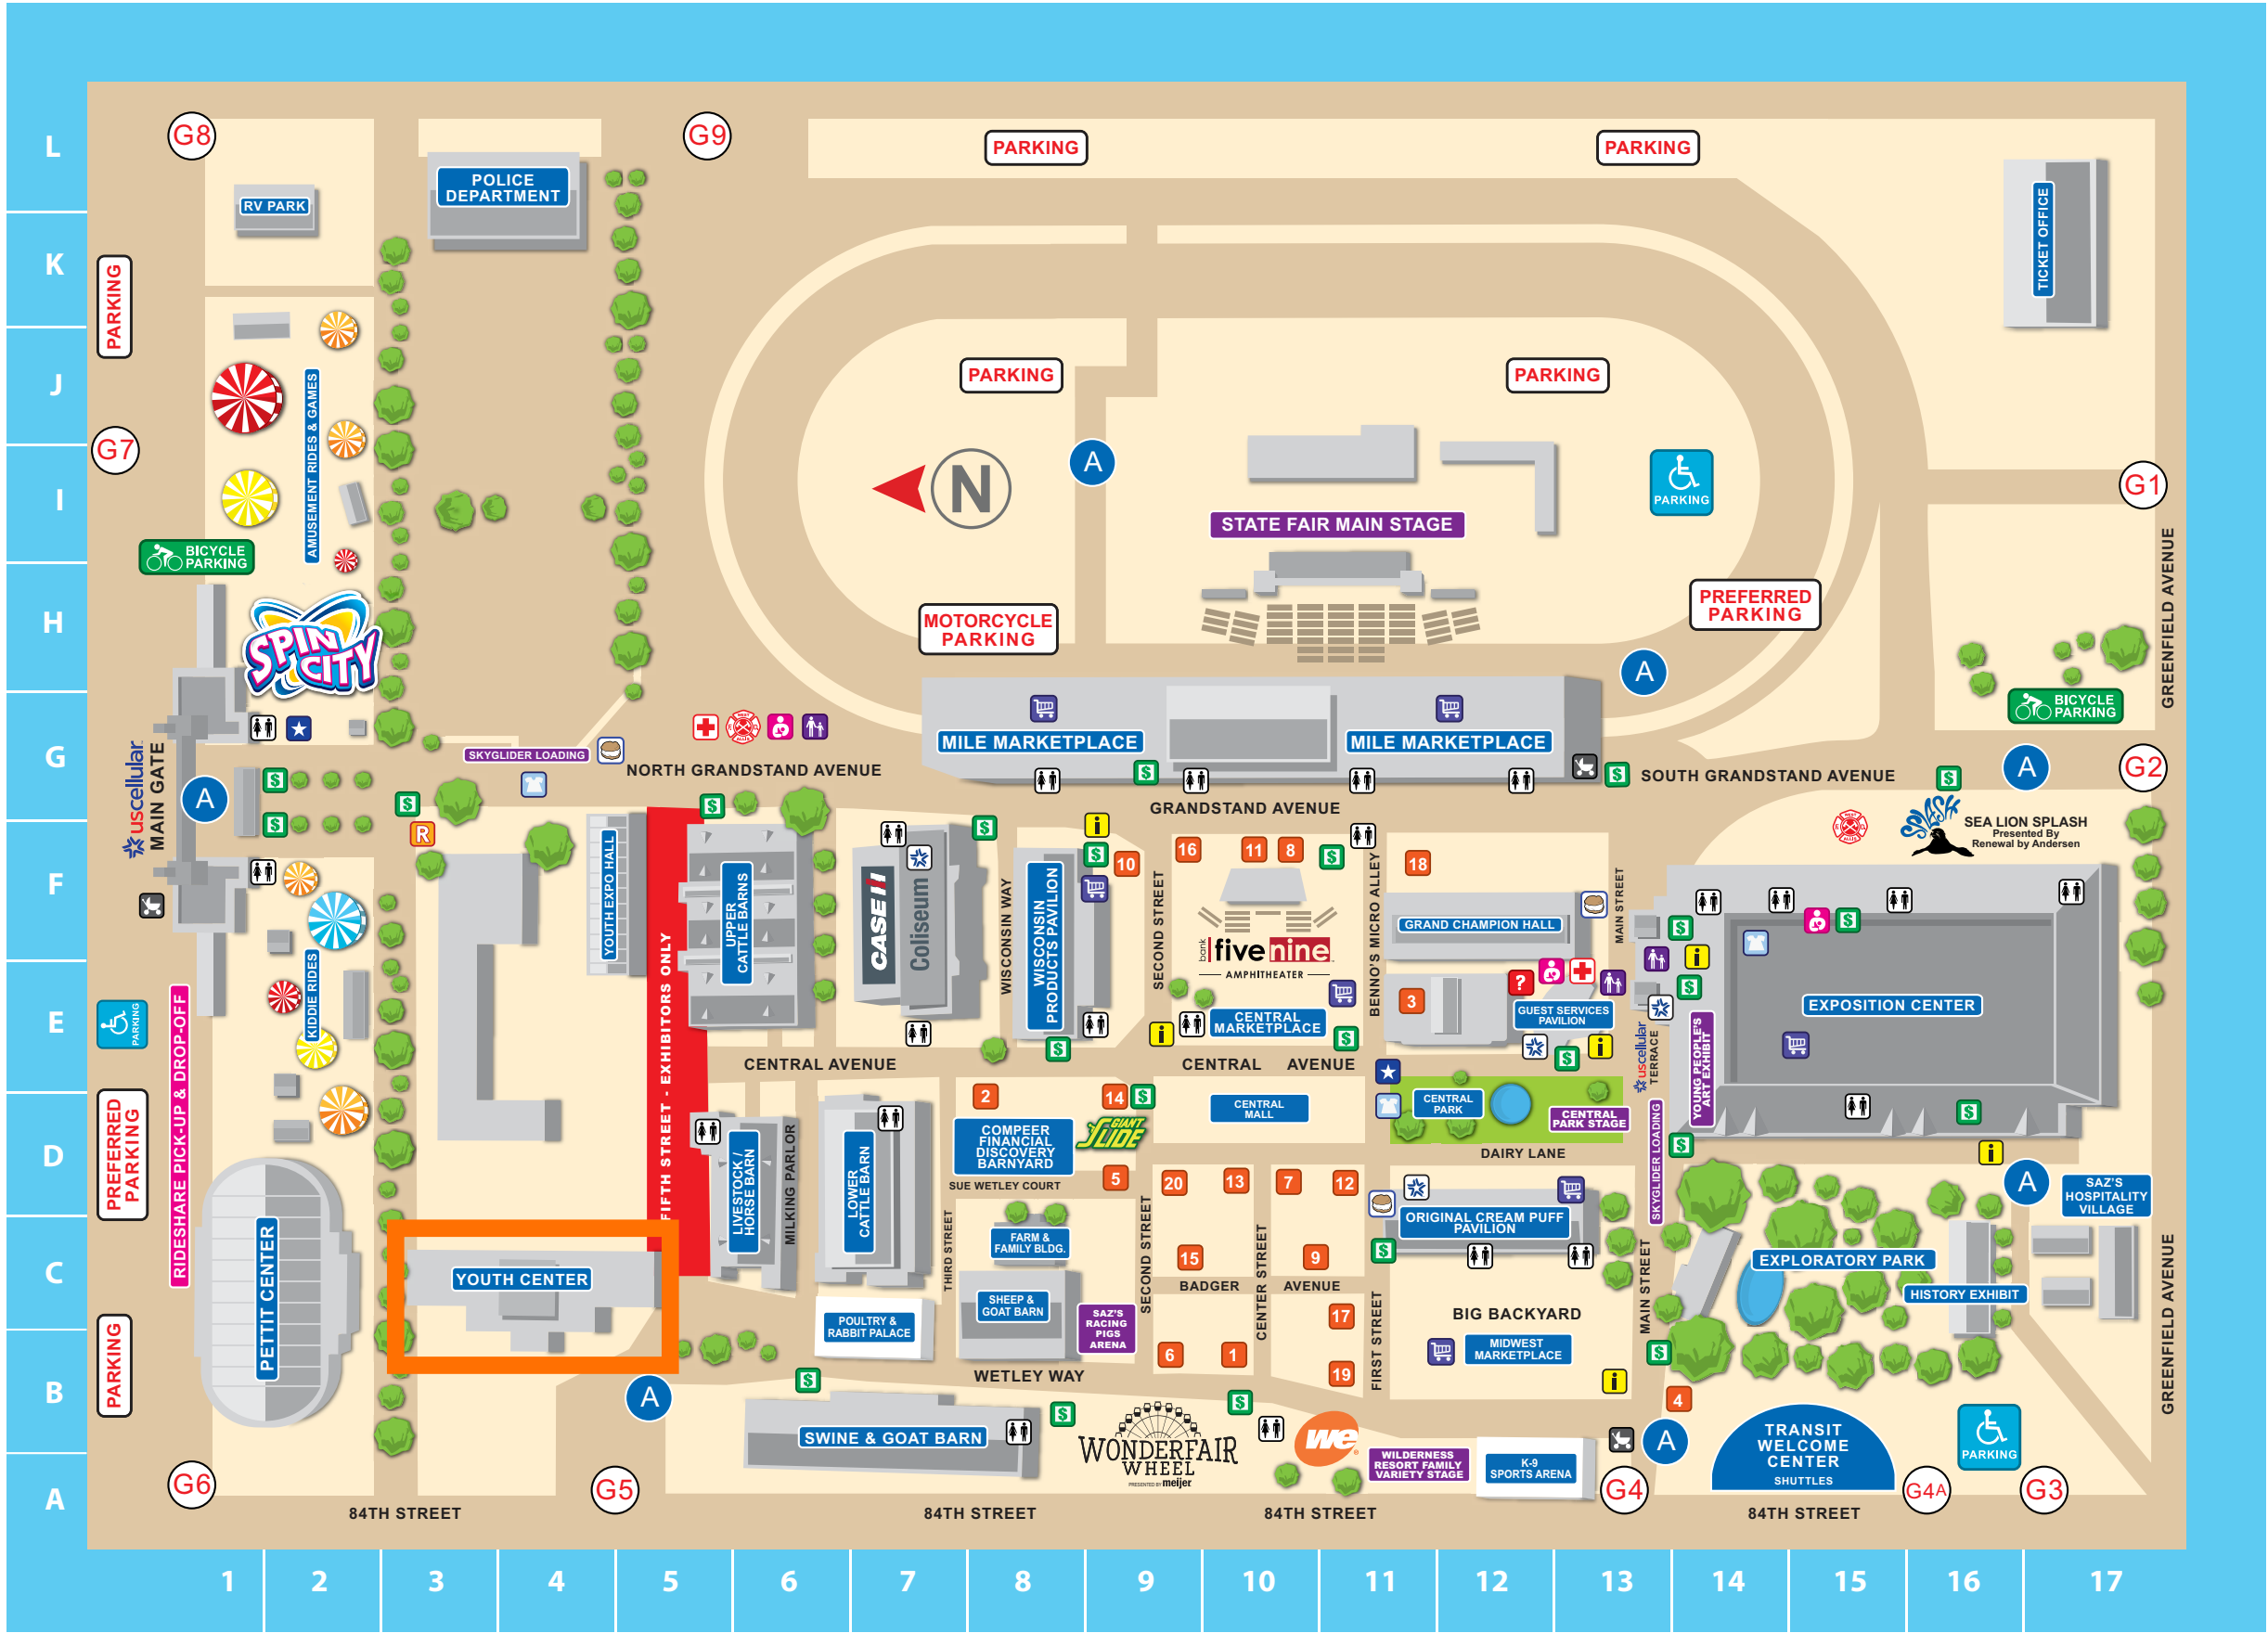 L
K
J
I
H
G
F
E
D
C
B
A
1
2
3
4
5
6
7
8
9
10
11
12
13
14
15
16
17
G8
G9
PARKING
PARKING
RV PARK
POLICE
DEPARTMENT
TICKET OFFICE
PARKING
AMUSEMENT RIDES & GAMES
PARKING
PARKING
G7
A
N
PARKING
G1
STATE FAIR MAIN STAGE
BICYCLE
PARKING
SPIN
CITY
MOTORCYCLE
PARKING
PREFERRED
PARKING
GREENFIELD AVENUE
A
BICYCLE
PARKING
uscellular
MAIN GATE
A
SKYGLIDER LOADING
NORTH GRANDSTAND AVENUE
MILE MARKETPLACE
MILE MARKETPLACE
SOUTH GRANDSTAND AVENUE
A
G2
GRANDSTAND AVENUE
R
YOUTH EXPO HALL
UPPER
CATTLE BARNS
CASE IH
Coliseum
WISCONSIN WAY
WISCONSIN
PRODUCTS PAVILION
10
SECOND STREET
16
11
8
bank
five nine
AMPHITHEATER
BENNO'S MICRO ALLEY
18
GRAND CHAMPION HALL
MAIN STREET
SPLASH
SEA LION SPLASH
Presented By
Renewal by Andersen
KIDDIE RIDES
PARKING
RIDESHARE PICK-UP & DROP-OFF
FIFTH STREET - EXHIBITORS ONLY
CENTRAL
MARKETPLACE
3
GUEST SERVICES
PAVILION
uscellular
TERRACE
YOUNG PEOPLE'S
ART EXHIBIT
EXPOSITION CENTER
CENTRAL AVENUE
CENTRAL AVENUE
PREFERRED
PARKING
LIVESTOCK /
HORSE BARN
MILKING PARLOR
LOWER
CATTLE BARN
2
14
COMPEER
FINANCIAL
DISCOVERY
BARNYARD
GIANT
SLIDE
CENTRAL
MALL
CENTRAL
PARK
CENTRAL
PARK STAGE
DAIRY LANE
SKYGLIDER LOADING
SUE WETLEY COURT
5
20
13
7
12
A
SAZ'S
HOSPITALITY
VILLAGE
PETTIT CENTER
YOUTH CENTER
THIRD STREET
FARM &
FAMILY BLDG.
SECOND STREET
15
CENTER STREET
9
ORIGINAL CREAM PUFF
PAVILION
MAIN STREET
EXPLORATORY PARK
HISTORY EXHIBIT
GREENFIELD AVENUE
BADGER AVENUE
PARKING
POULTRY &
RABBIT PALACE
SHEEP &
GOAT BARN
SAZ'S
RACING
PIGS
ARENA
6
1
17
19
FIRST STREET
BIG BACKYARD
MIDWEST
MARKETPLACE
WETLEY WAY
A
SWINE & GOAT BARN
WONDERFAIR
WHEEL
PRESENTED BY meijer
we
WILDERNESS
RESORT FAMILY
VARIETY STAGE
K-9
SPORTS ARENA
4
A
TRANSIT
WELCOME
CENTER
SHUTTLES
PARKING
G6
G5
G4
G4A
G3
84TH STREET
84TH STREET
84TH STREET
84TH STREET